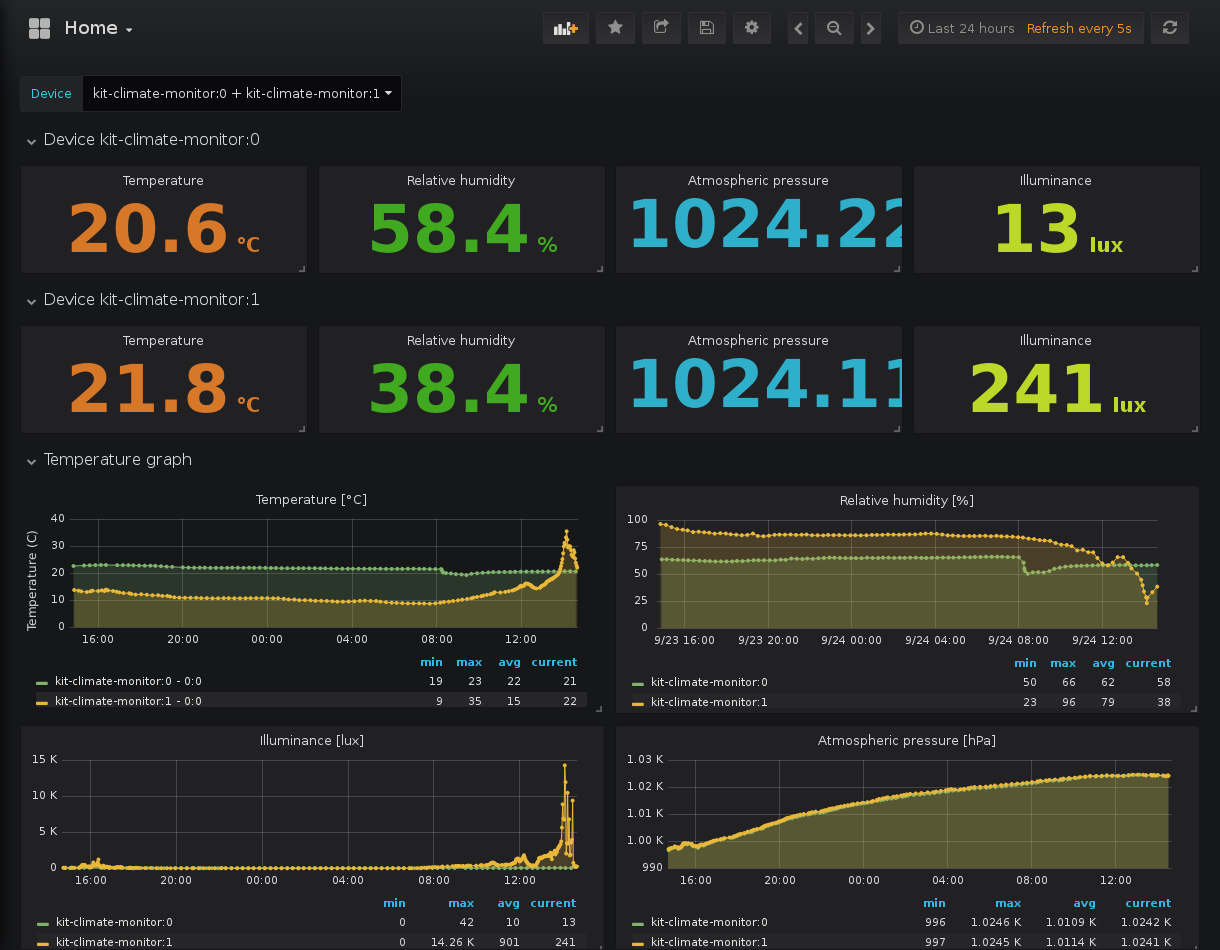 Home
Last 24 hours Refresh every 5s
Device kit-climate-monitor:0 + kit-climate-monitor:1
Device kit-climate-monitor:0
Temperature Relative humidity Atmospheric pressure Illuminance
20.6 °C 58.4 % 1024.22 13 lux
Device kit-climate-monitor:1
Temperature Relative humidity Atmospheric pressure Illuminance
21.8 °C 38.4 % 1024.11 241 lux
Temperature graph
Temperature [°C]
Temperature (C)
40
30
20
10
0
16:00 20:00 00:00 04:00 08:00 12:00
min max avg current
kit-climate-monitor:0 - 0:0 19 23 22 21
kit-climate-monitor:1 - 0:0 9 35 15 22
Relative humidity [%]
100
75
50
25
0
9/23 16:00 9/23 20:00 9/24 00:00 9/24 04:00 9/24 08:00 9/24 12:00
min max avg current
kit-climate-monitor:0 50 66 62 58
kit-climate-monitor:1 23 96 79 38
Illuminance [lux]
15 K
10 K
5 K
0
16:00 20:00 00:00 04:00 08:00 12:00
min max avg current
kit-climate-monitor:0 0 42 10 13
kit-climate-monitor:1 0 14.26 K 901 241
Atmospheric pressure [hPa]
1.03 K
1.02 K
1.01 K
1.00 K
990
16:00 20:00 00:00 04:00 08:00 12:00
min max avg current
kit-climate-monitor:0 996 1.0246 K 1.0109 K 1.0242 K
kit-climate-monitor:1 997 1.0245 K 1.0114 K 1.0241 K